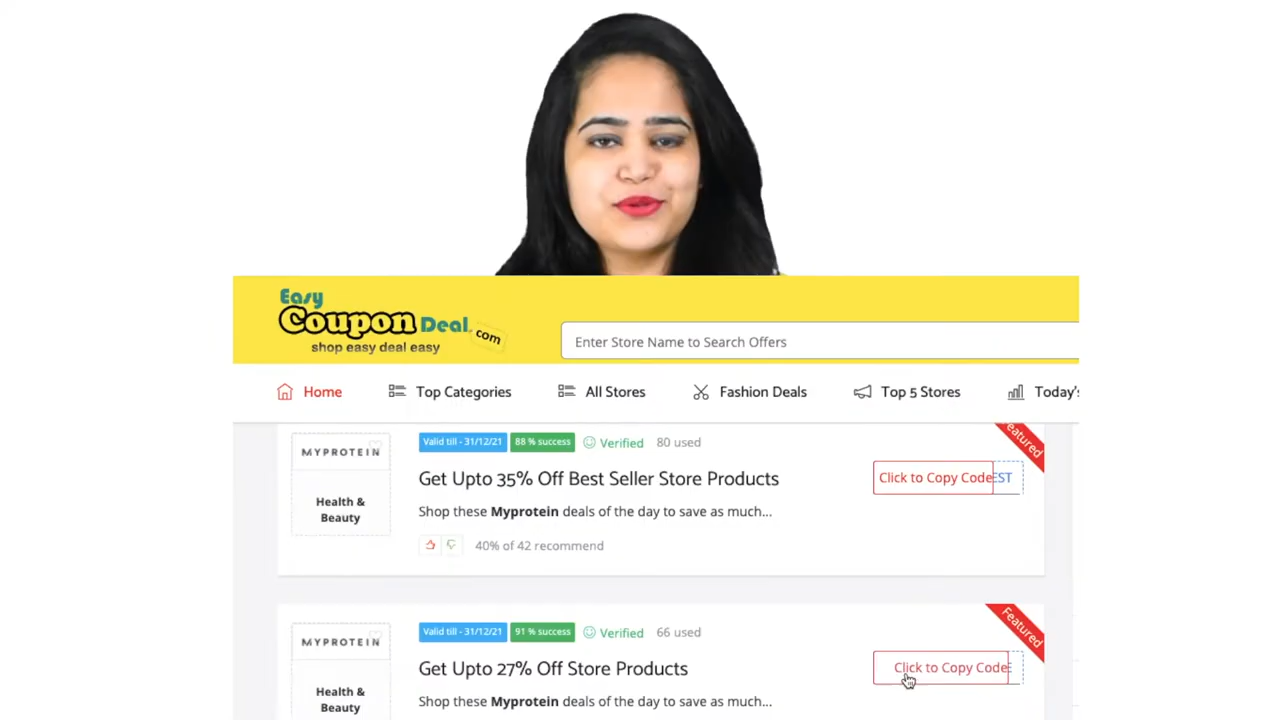 Easy
Coupon Deal.com
shop easy deal easy
Enter Store Name to Search Offers
Home
Top Categories
All Stores
Fashion Deals
Top 5 Stores
Today's
MYPROTEIN
Health &
Beauty
Valid till - 31/12/21
88 % success
Verified
80 used
Get Upto 35% Off Best Seller Store Products
Shop these Myprotein deals of the day to save as much...
40% of 42 recommend
Featured
Click to Copy Code
EST
MYPROTEIN
Health &
Beauty
Valid till - 31/12/21
91 % success
Verified
66 used
Get Upto 27% Off Store Products
Shop these Myprotein deals of the day to save as much...
Featured
Click to Copy Code